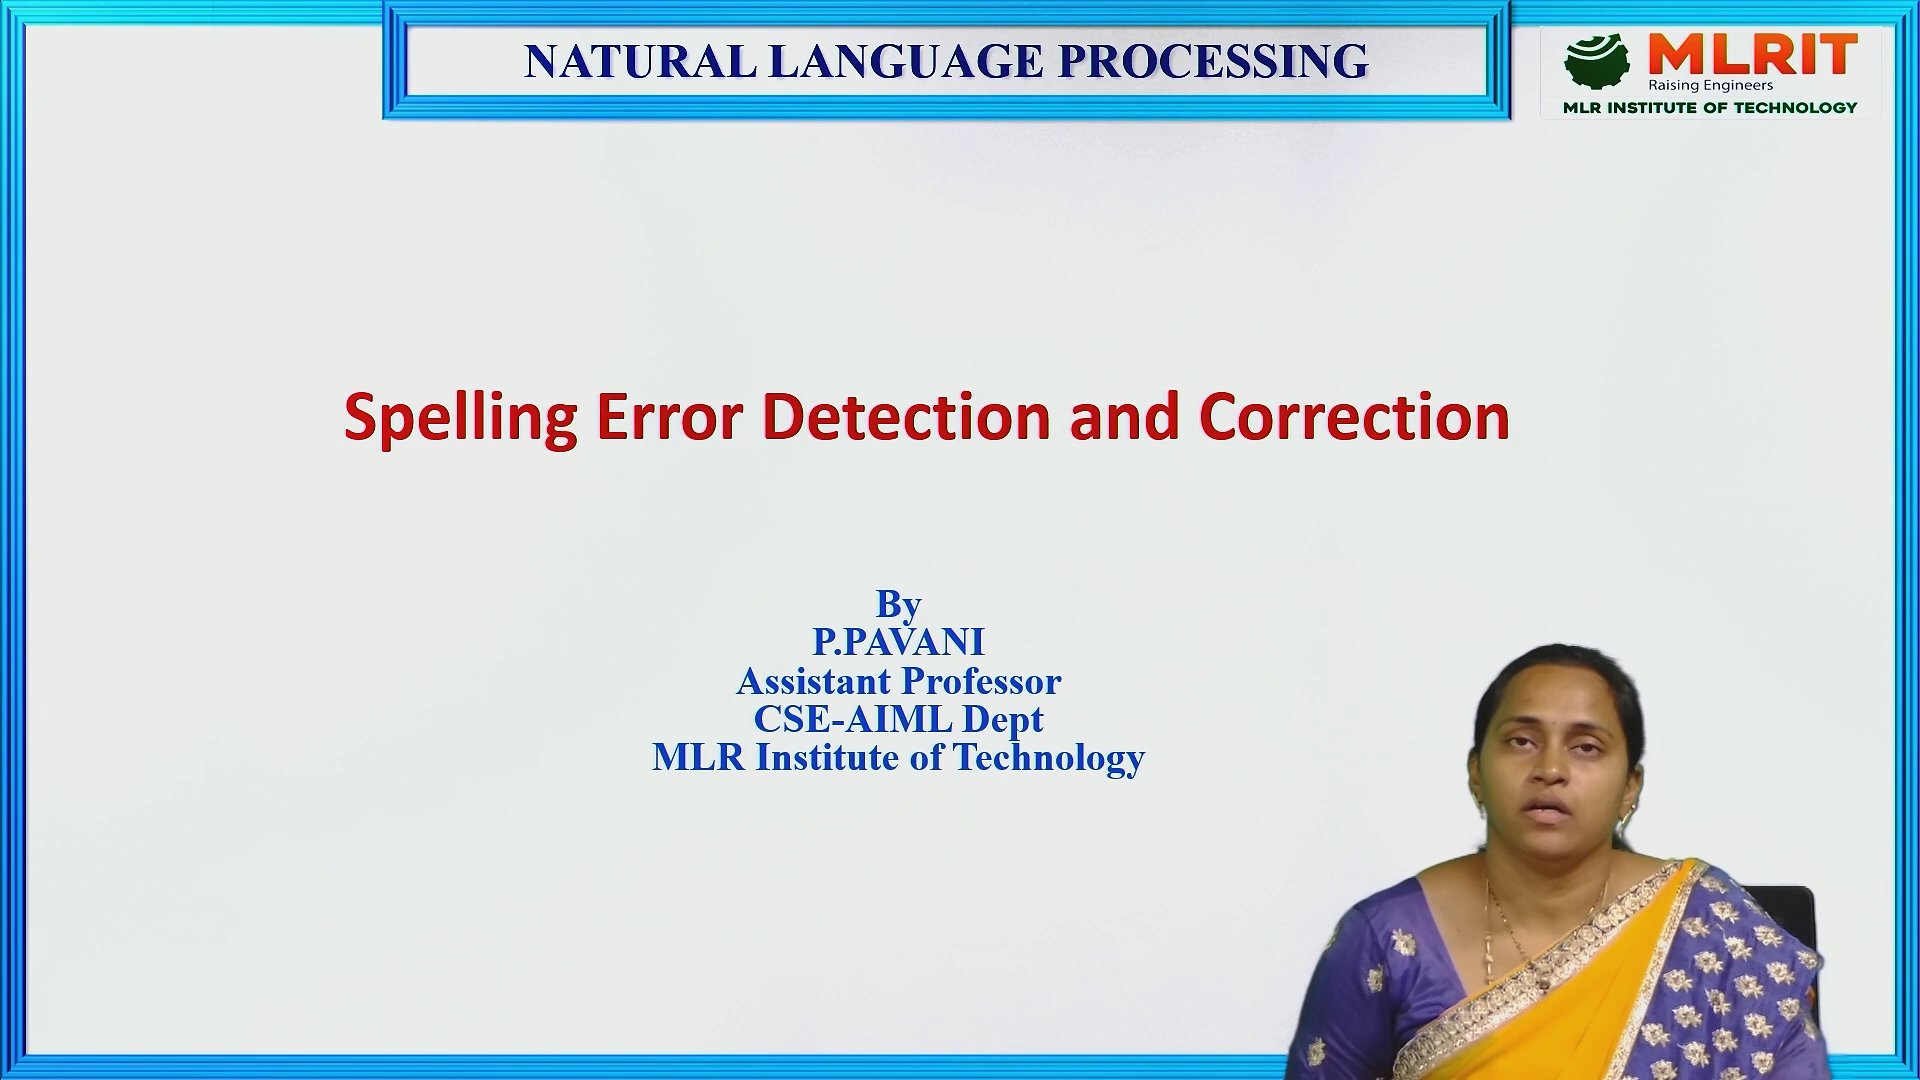 NATURAL LANGUAGE PROCESSING
MLRIT
Raising Engineers
MLR INSTITUTE OF TECHNOLOGY
Spelling Error Detection and Correction
By
P.PAVANI
Assistant Professor
CSE-AIML Dept
MLR Institute of Technology